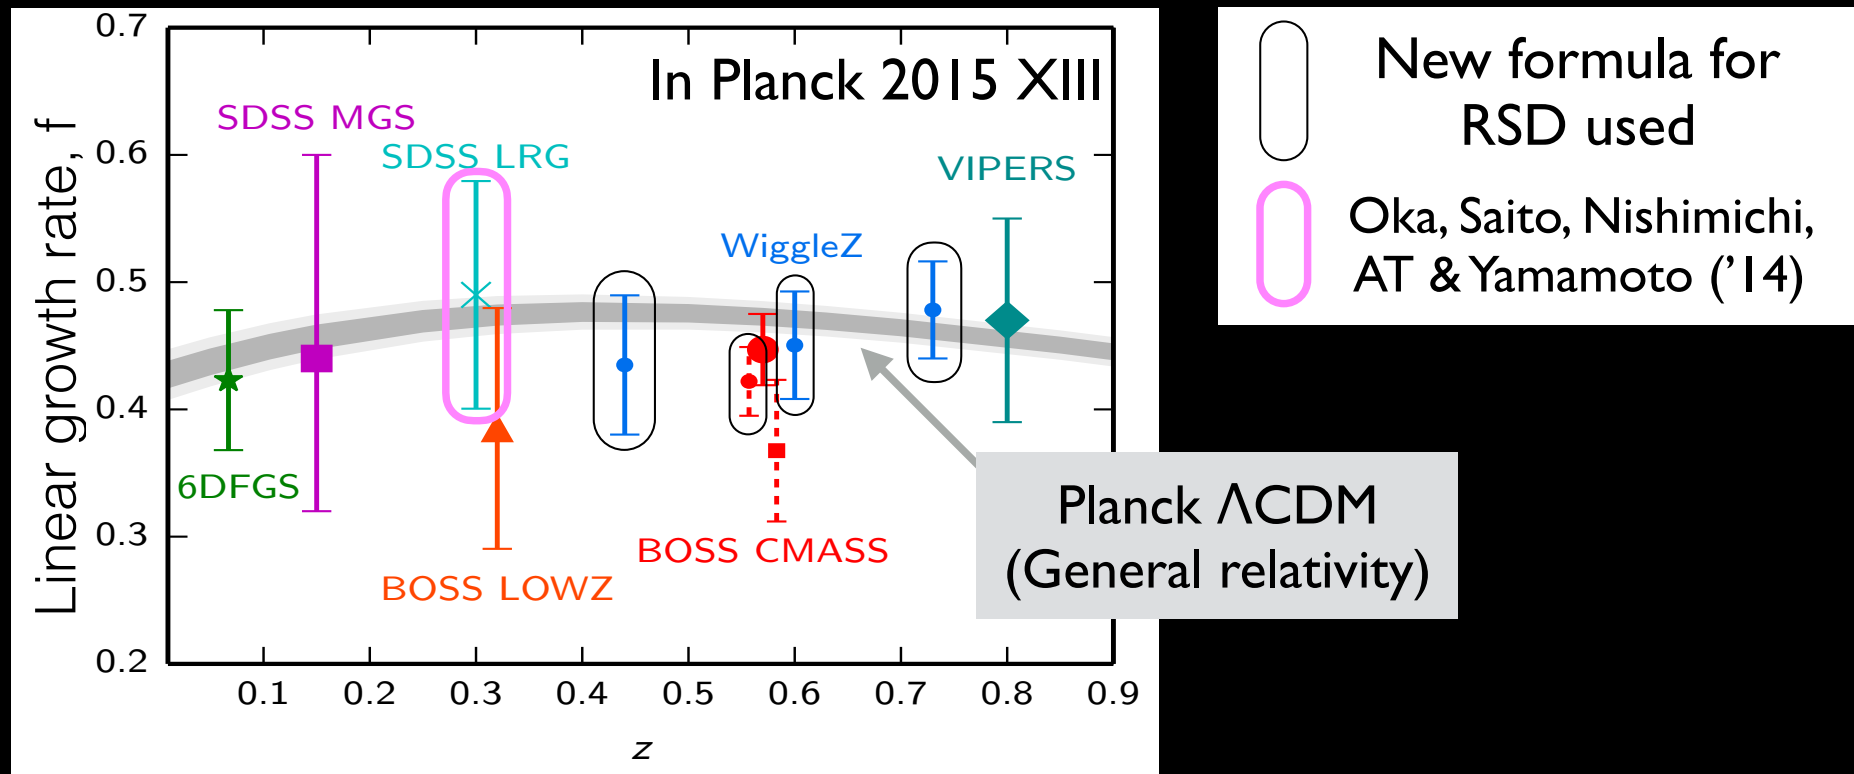 In Planck 2015 XIII
Linear growth rate, f
0.7
0.6
0.5
0.4
0.3
0.2
SDSS MGS
SDSS LRG
VIPERS
WiggleZ
6DFGS
BOSS CMASS
BOSS LOWZ
0.1 0.2 0.3 0.4 0.5 0.6 0.7 0.8 0.9
z
Planck ΛCDM
(General relativity)
New formula for
RSD used
Oka, Saito, Nishimichi,
AT & Yamamoto ('14)